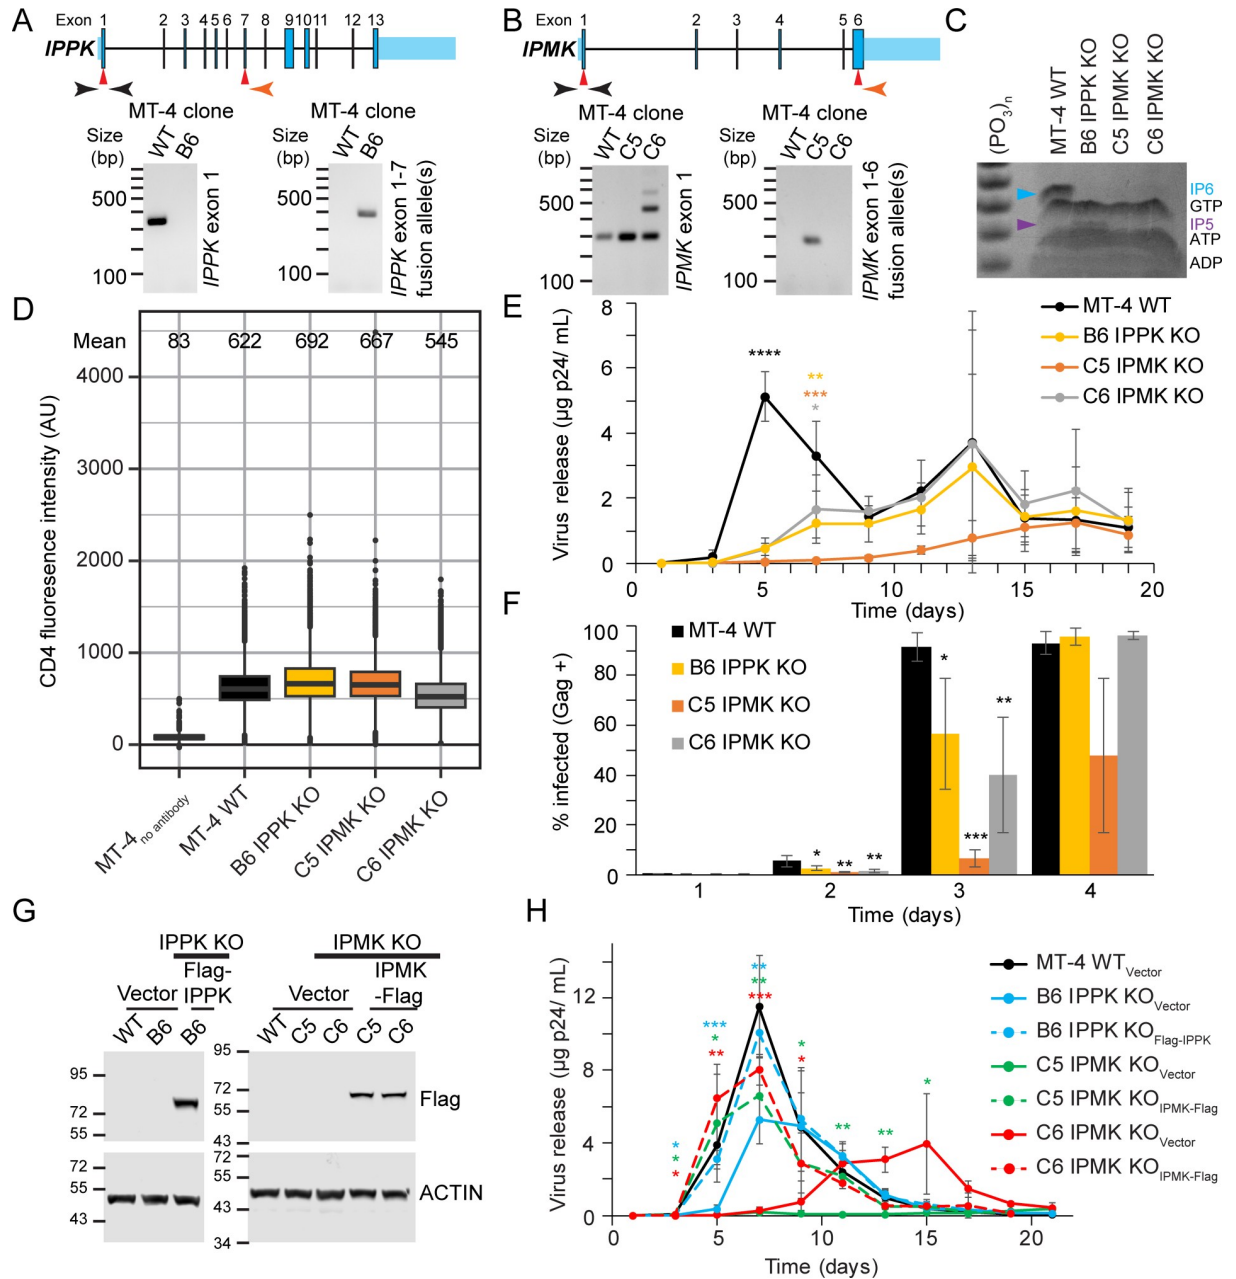 A
Exon 1 2 3 4 5 6 7 8 9 10 11 12 13
IPPK
MT-4 clone
Size (bp)
WT
B6
500
100
IPPK exon 1
MT-4 clone
Size (bp)
WT
B6
500
100
IPPK exon 1-7
fusion allele(s)
B
Exon 1 2 3 4 5 6
IPMK
MT-4 clone
Size (bp)
WT
C5
C6
500
100
IPMK exon 1
MT-4 clone
Size (bp)
WT
C5
C6
500
100
IPMK exon 1-6
fusion allele(s)
C
(PO3)n
MT-4 WT
B6 IPPK KO
C5 IPMK KO
C6 IPMK KO
IP6
GTP
IP5
ATP
ADP
D
Mean 83 622 692 667 545
CD4 fluoresence intensity (AU)
4000
3000
2000
1000
0
MT-4 no antibody
MT-4 WT
B6 IPPK KO
C5 IPMK KO
C6 IPMK KO
E
Virus release (µg p24/ mL)
8
6
4
2
0
****
**
***
*
MT-4 WT
B6 IPPK KO
C5 IPMK KO
C6 IPMK KO
0 5 10 15 20
Time (days)
F
% infected (Gag +)
100
80
60
40
20
0
MT-4 WT
B6 IPPK KO
C5 IPMK KO
C6 IPMK KO
* ** **
* *** **
1 2 3 4
Time (days)
G
IPPK KO
Flag-
IPPK
Vector
WT
B6
B6
IPMK KO
IPMK
-Flag
Vector
WT
C5
C6
C5
C6
95
72
55
95
72
55
43
Flag
72
55
43
72
55
43
34
ACTIN
H
Virus release (µg p24/ mL)
12
8
4
0
*
*
*
***
*
**
**
**
***
*
*
**
**
*
MT-4 WT Vector
B6 IPPK KO Vector
B6 IPPK KO Flag-IPPK
C5 IPMK KO Vector
C5 IPMK KO IPMK-Flag
C6 IPMK KO Vector
C6 IPMK KO IPMK-Flag
0 5 10 15 20
Time (days)